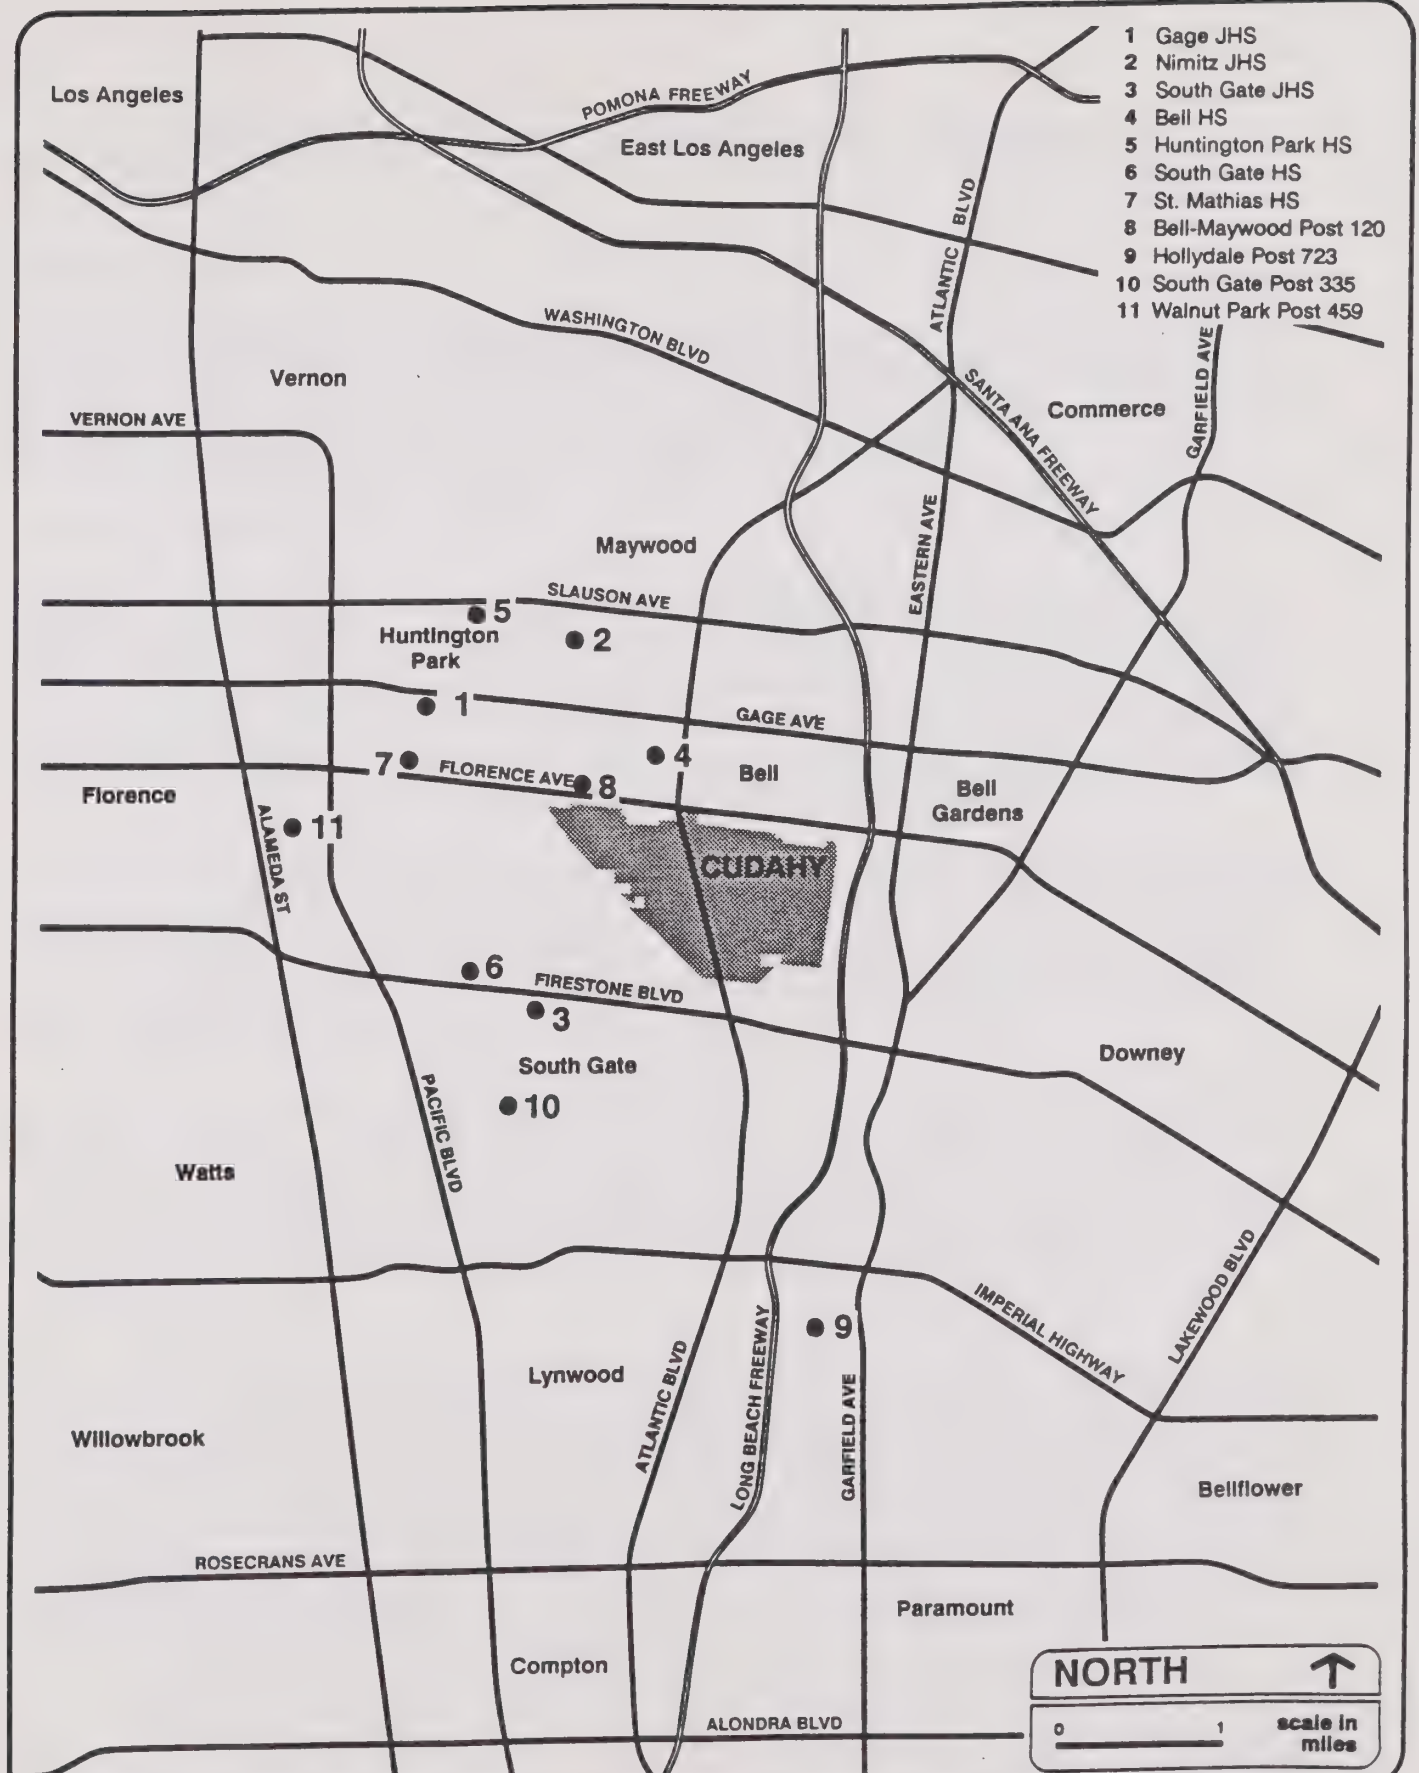 1 Gage JHS
2 Nimitz JHS
3 South Gate JHS
4 Bell HS
5 Huntington Park HS
6 South Gate HS
7 St. Mathias HS
8 Bell-Maywood Post 120
9 Hollydale Post 723
10 South Gate Post 335
11 Walnut Park Post 459
Los Angeles
POMONA FREEWAY
East Los Angeles
ATLANTIC BLVD
WASHINGTON BLVD
GARFIELD AVE
Vernon
SANTA ANA FREEWAY
Commerce
VERNON AVE
EASTERN AVE
Maywood
SLAUSON AVE
5
Huntington
Park
2
1
GAGE AVE
7
FLORENCE AVE
8
4
Bell
Florence
Bell
Gardens
ALAMEDA ST
11
CUDAHY
6
FIRESTONE BLVD
3
South Gate
Downey
10
PACIFIC BLVD
Watts
LAKEWOOD BLVD
IMPERIAL HIGHWAY
9
Lynwood
ATLANTIC BLVD
LONG BEACH FREEWAY
GARFIELD AVE
Willowbrook
Bellflower
ROSECRANS AVE
Paramount
Compton
ALONDRA BLVD
NORTH
0 1 scale in
miles